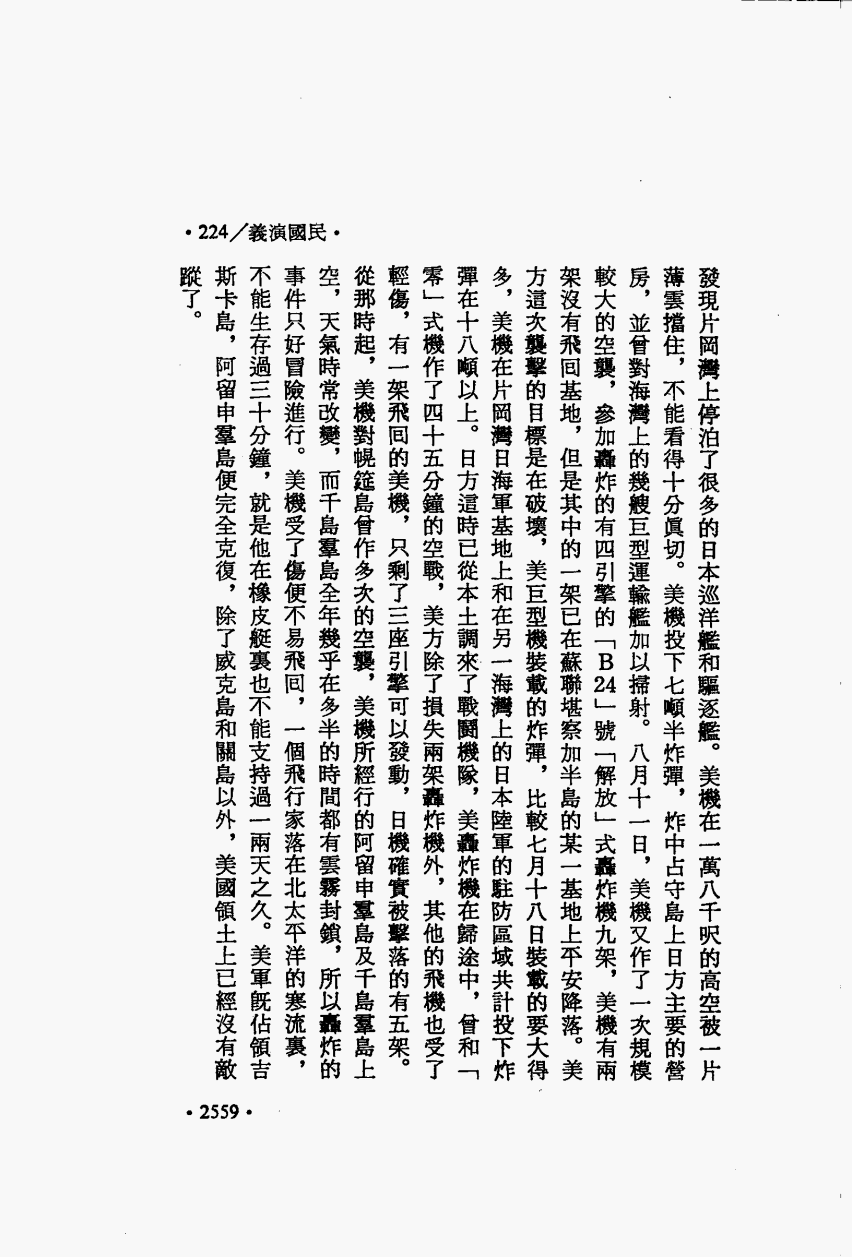 •224／義演國民•
發現片岡灣上停泊了很多的日本巡洋艦和驅逐艦。美機在一萬八千呎的高空被一片
薄雲擋住，不能看得十分眞切。美機投下七噸半炸彈，炸中占守島上日方主要的營
房，並曾對海灣上的幾艘巨型運輸艦加以掃射。八月十一日，美機又作了一次規模
較大的空襲，參加轟炸的有四引擎的「B24」號「解放」式轟炸機九架，美機有兩
架沒有飛囘基地，但是其中的一架已在蘇聯堪察加半島的某一基地上平安降落。美
方這次襲擊的目標是在破壞，美巨型機裝載的炸彈，比較七月十八日裝載的要大得
多，美機在片岡灣日海軍基地上和在另一海灣上的日本陸軍的駐防區域共計投下炸
彈在十八噸以上。日方這時已從本土調來了戰鬪機隊，美轟炸機在歸途中，曾和「
零」式機作了四十五分鐘的空戰，美方除了損失兩架轟炸機外，其他的飛機也受了
輕傷，有一架飛囘的美機，只剩了三座引擎可以發動，日機確實被擊落的有五架。
從那時起，美機對幌筵島曾作多次的空襲，美機所經行的阿留申羣島及千島羣島上
空，天氣時常改變，而千島羣島全年幾乎在多半的時間都有雲霧封鎖，所以轟炸的
事件只好冒險進行。美機受了傷便不易飛囘，一個飛行家落在北太平洋的寒流裏，
不能生存過三十分鐘，就是他在橡皮艇裏也不能支持過一兩天之久。美軍旣佔領吉
斯卡島，阿留申羣島便完全克復，除了威克島和關島以外，美國領土上已經沒有敵
蹤了。
•2559•